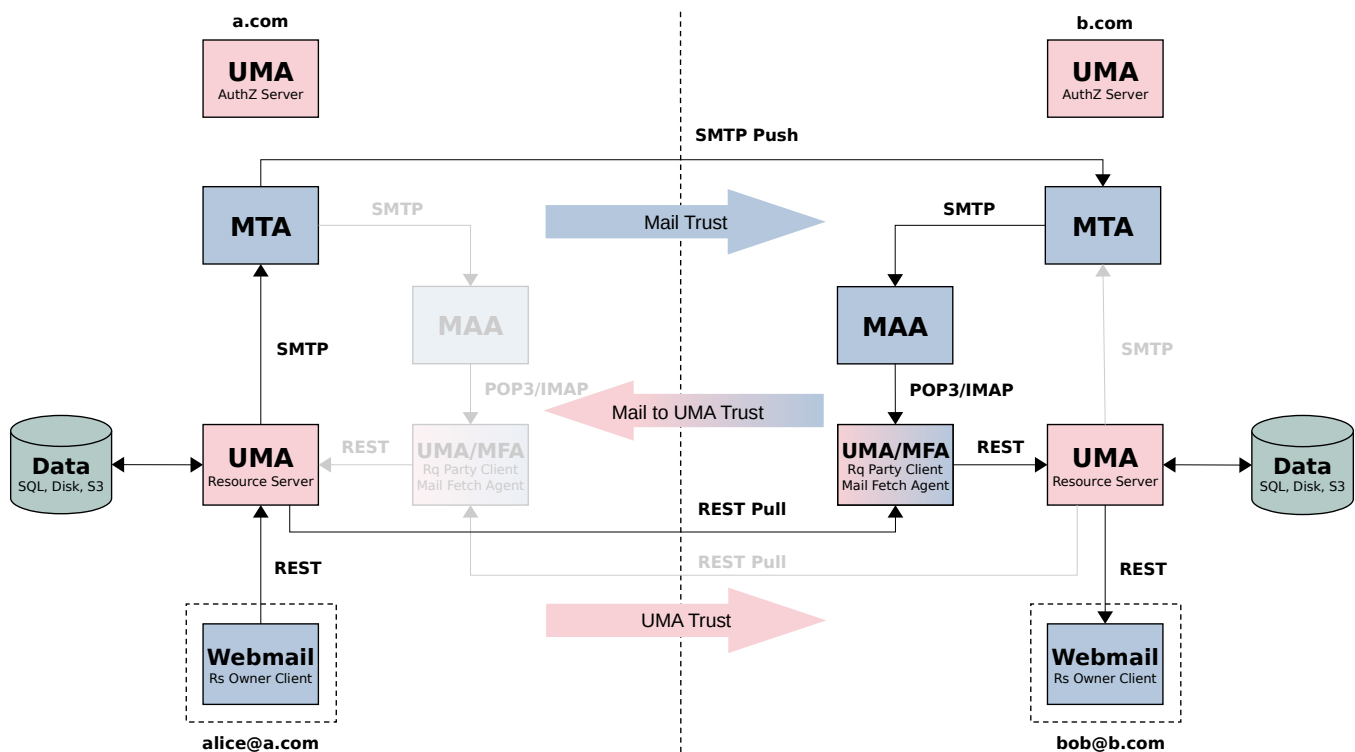 a.com
b.com
UMA
AuthZ Server
UMA
AuthZ Server
SMTP Push
MTA
SMTP
Mail Trust
SMTP
MTA
MAA
MAA
SMTP
SMTP
POP3/IMAP
POP3/IMAP
Mail to UMA Trust
Data
SQL, Disk, S3
UMA
Resource Server
REST
UMA/MFA
Rq Party Client
Mail Fetch Agent
UMA/MFA
Rq Party Client
Mail Fetch Agent
REST
UMA
Resource Server
Data
SQL, Disk, S3
REST Pull
REST Pull
REST
REST
UMA Trust
Webmail
Rs Owner Client
Webmail
Rs Owner Client
alice@a.com
bob@b.com